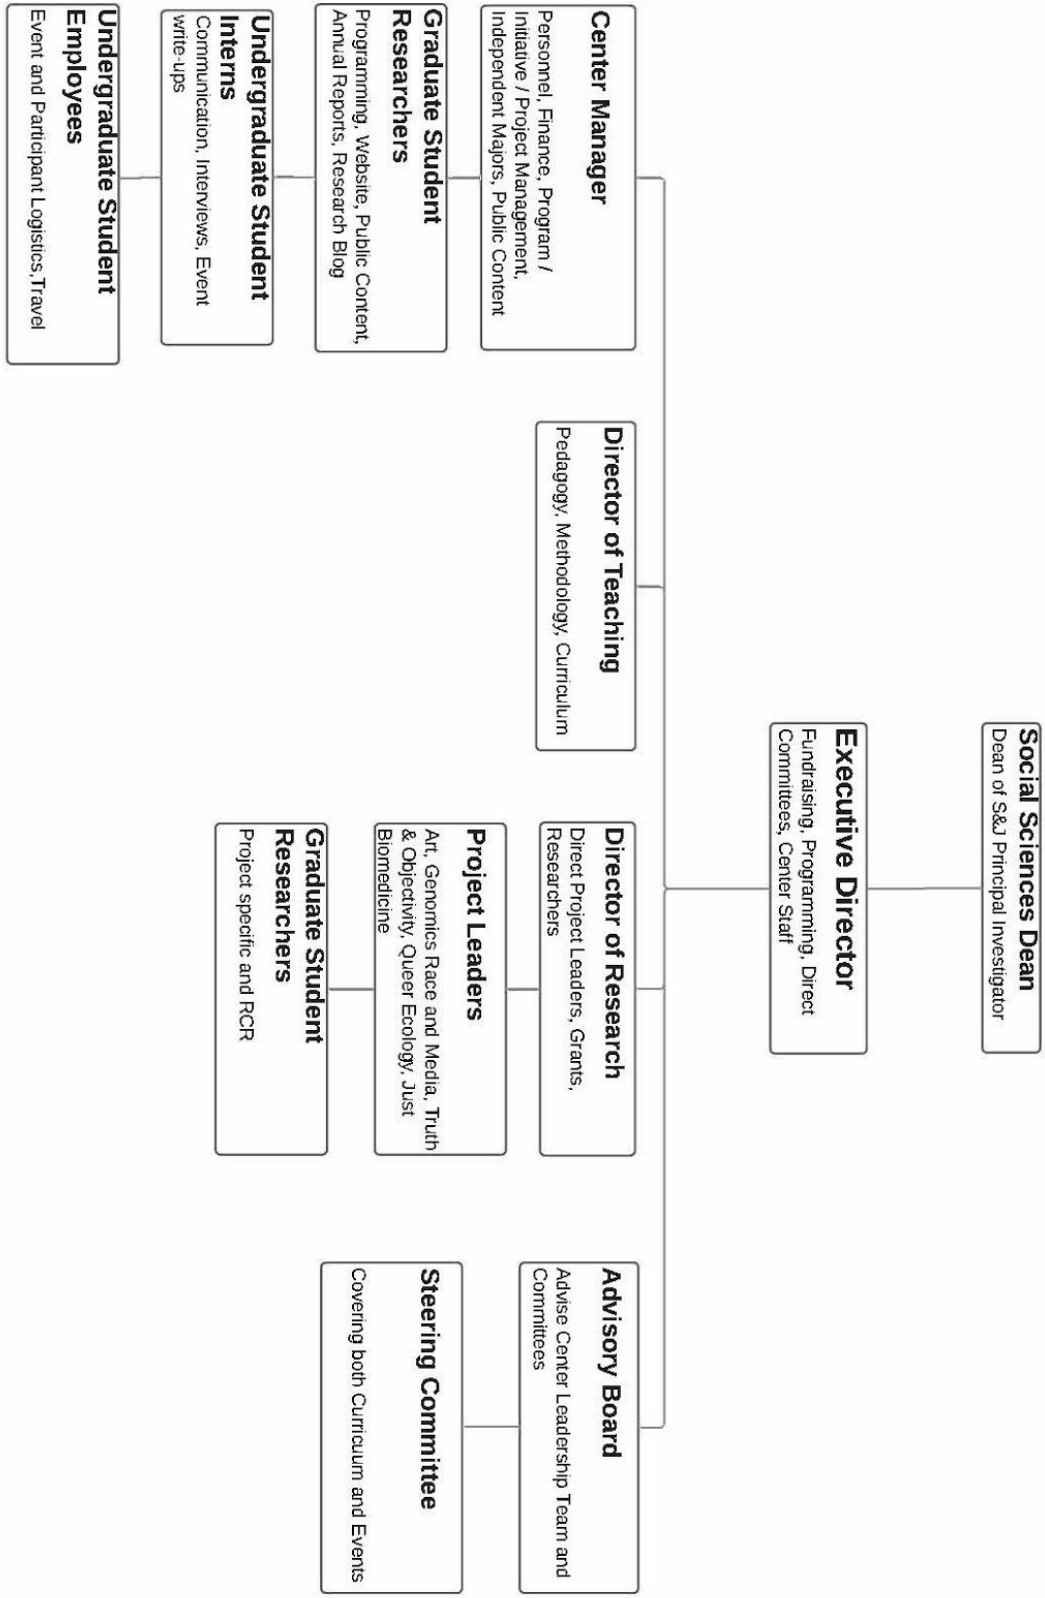 Social Sciences Dean
Dean of S&J Principal Investigator
Executive Director
Fundraising, Programming, Direct
Committees, Center Staff
Center Manager
Personnel, Finance, Program /
Initiative / Project Management,
Independent Majors, Public Content
Graduate Student
Researchers
Programming, Website, Public Content,
Annual Reports, Research Blog
Undergraduate Student
Interns
Communication, Interviews, Event
write-ups
Undergraduate Student
Employees
Event and Participant Logistics,Travel
Director of Teaching
Pedagogy, Methodology, Curriculum
Director of Research
Direct Project Leaders, Grants,
Researchers
Project Leaders
Art, Genomics Race and Media, Truth
& Objectivity, Queer Ecology, Just
Biomedicine
Graduate Student
Researchers
Project specific and RCR
Advisory Board
Advise Center Leadership Team and
Committees
Steering Committee
Covering both Curricuum and Events